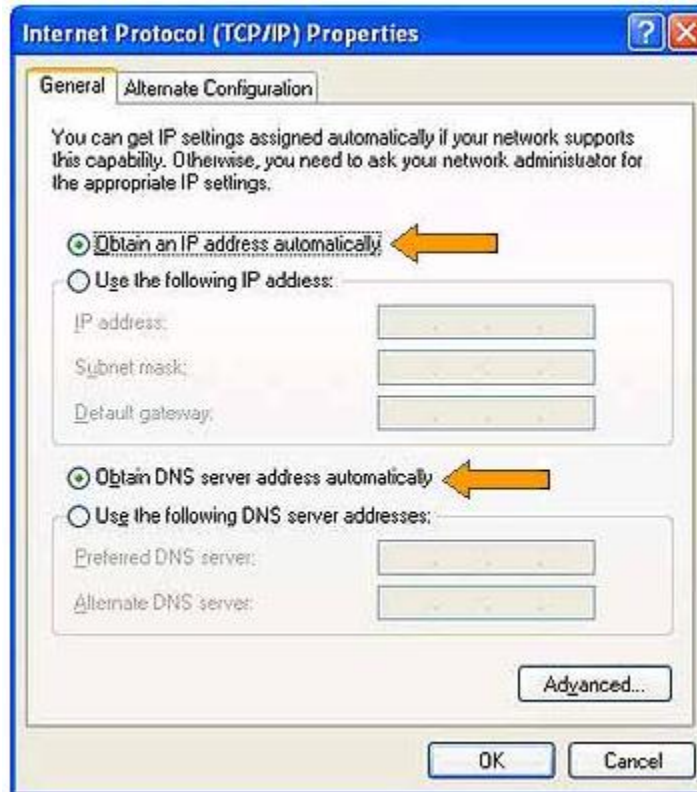 Internet Protocol (TCP/IP) Properties
General
Alternate Configuration
You can get IP settings assigned automatically if your network supports
this capability. Otherwise, you need to ask your network administrator for
the appropriate IP settings.
Obtain an IP address automatically
Use the following IP address:
IP address:
Subnet mask:
Default gateway:
Obtain DNS server address automatically
Use the following DNS server addresses:
Preferred DNS server:
Alternate DNS server:
Advanced...
OK
Cancel